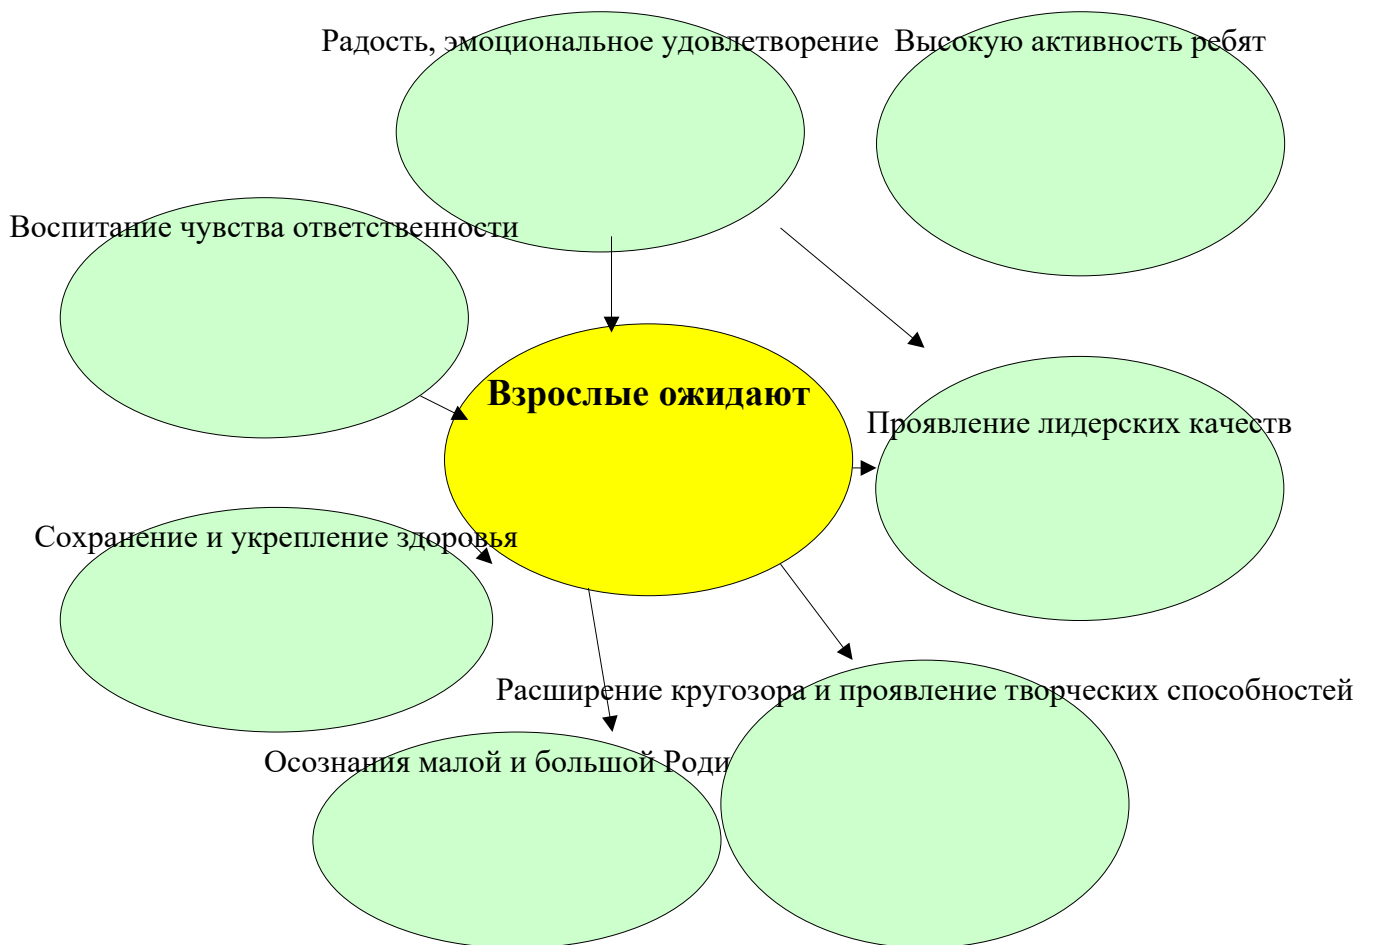 Радость, эмоциональное удовлетворение
Высокую активность ребят
Воспитание чувства ответственности
Взрослые ожидают
Проявление лидерских качеств
Сохранение и укрепление здоровья
Расширение кругозора и проявление творческих способностей
Осознания малой и большой Роди